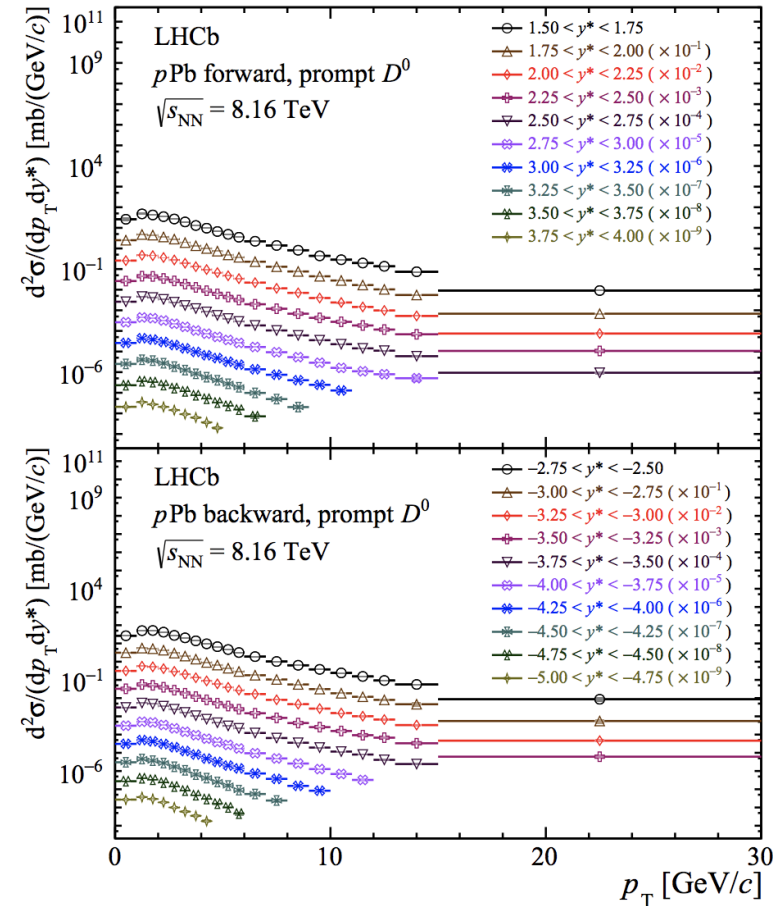 d²σ/(dp_T dy*) [mb/(GeV/c)]
10¹¹
10⁴
10⁻¹
10⁻⁶
LHCb
pPb forward, prompt D⁰
√s_NN = 8.16 TeV
1.50 < y* < 1.75
1.75 < y* < 2.00 ( ×10⁻¹ )
2.00 < y* < 2.25 ( ×10⁻² )
2.25 < y* < 2.50 ( ×10⁻³ )
2.50 < y* < 2.75 ( ×10⁻⁴ )
2.75 < y* < 3.00 ( ×10⁻⁵ )
3.00 < y* < 3.25 ( ×10⁻⁶ )
3.25 < y* < 3.50 ( ×10⁻⁷ )
3.50 < y* < 3.75 ( ×10⁻⁸ )
3.75 < y* < 4.00 ( ×10⁻⁹ )
d²σ/(dp_T dy*) [mb/(GeV/c)]
10¹¹
10⁴
10⁻¹
10⁻⁶
LHCb
pPb backward, prompt D⁰
√s_NN = 8.16 TeV
−2.75 < y* < −2.50
−3.00 < y* < −2.75 ( ×10⁻¹ )
−3.25 < y* < −3.00 ( ×10⁻² )
−3.50 < y* < −3.25 ( ×10⁻³ )
−3.75 < y* < −3.50 ( ×10⁻⁴ )
−4.00 < y* < −3.75 ( ×10⁻⁵ )
−4.25 < y* < −4.00 ( ×10⁻⁶ )
−4.50 < y* < −4.25 ( ×10⁻⁷ )
−4.75 < y* < −4.50 ( ×10⁻⁸ )
−5.00 < y* < −4.75 ( ×10⁻⁹ )
0 10 20 30
p_T [GeV/c]